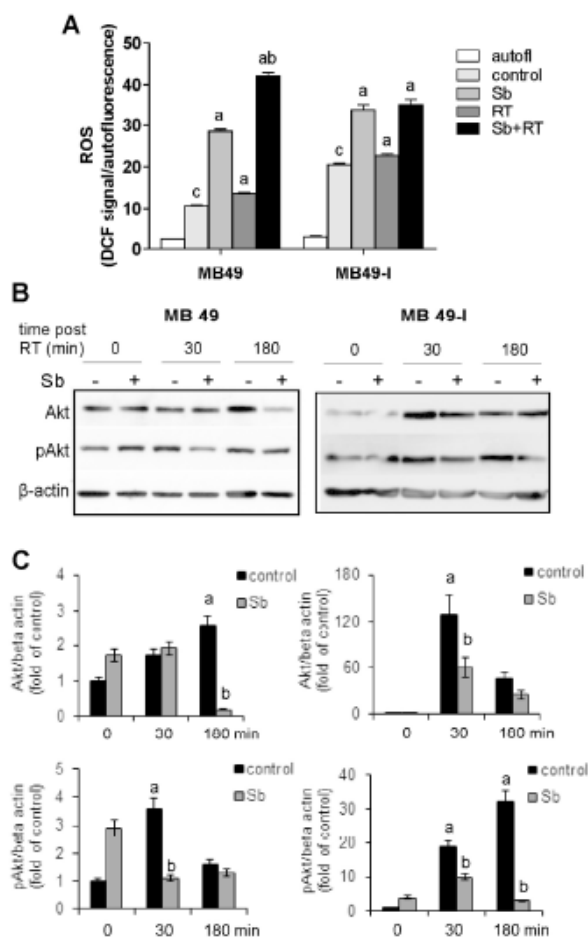 A
ROS
(DCF signal/autofluorescence)
50
40
30
20
10
0
c
a
a
ab
c
a
a
a
MB49
MB49-I
autofl
control
Sb
RT
Sb+RT
B
MB 49
MB 49-I
time post
RT (min)
0
30
180
0
30
180
Sb
- + - + - +
- + - + - +
Akt
pAkt
β-actin
C
Akt/beta actin
(fold of control)
4
3
2
1
0
a
b
control
Sb
0
30
180 min
Akt/beta actin
(fold of control)
180
120
60
0
a
b
control
Sb
0
30
180 min
pAkt/beta actin
(fold of control)
5
4
3
2
1
0
a
b
control
Sb
0
30
180 min
pAkt/beta actin
(fold of control)
40
30
20
10
0
a
b
a
b
control
Sb
0
30
180 min